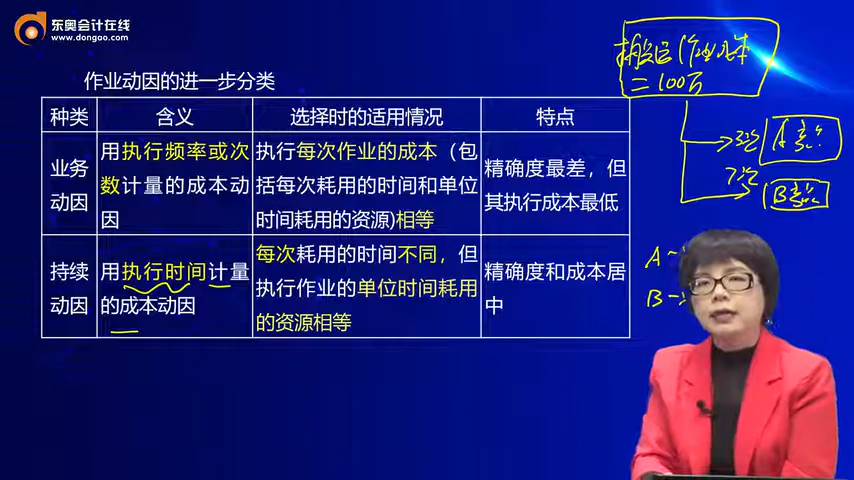 东奥会计在线
www.dongao.com
作业动因的进一步分类
种类 含义 选择时的适用情况 特点
业务动因
用执行频率或次
数计量的成本动
因
执行每次作业的成本（包
括每次耗用的时间和单位
时间耗用的资源)相等
精确度最差，但
其执行成本最低
持续动因
用执行时间计量
的成本动因
每次耗用的时间不同，但
执行作业的单位时间耗用
的资源相等
精确度和成本居
中
作业成本
=100万
3次
A
7次
B
A
B